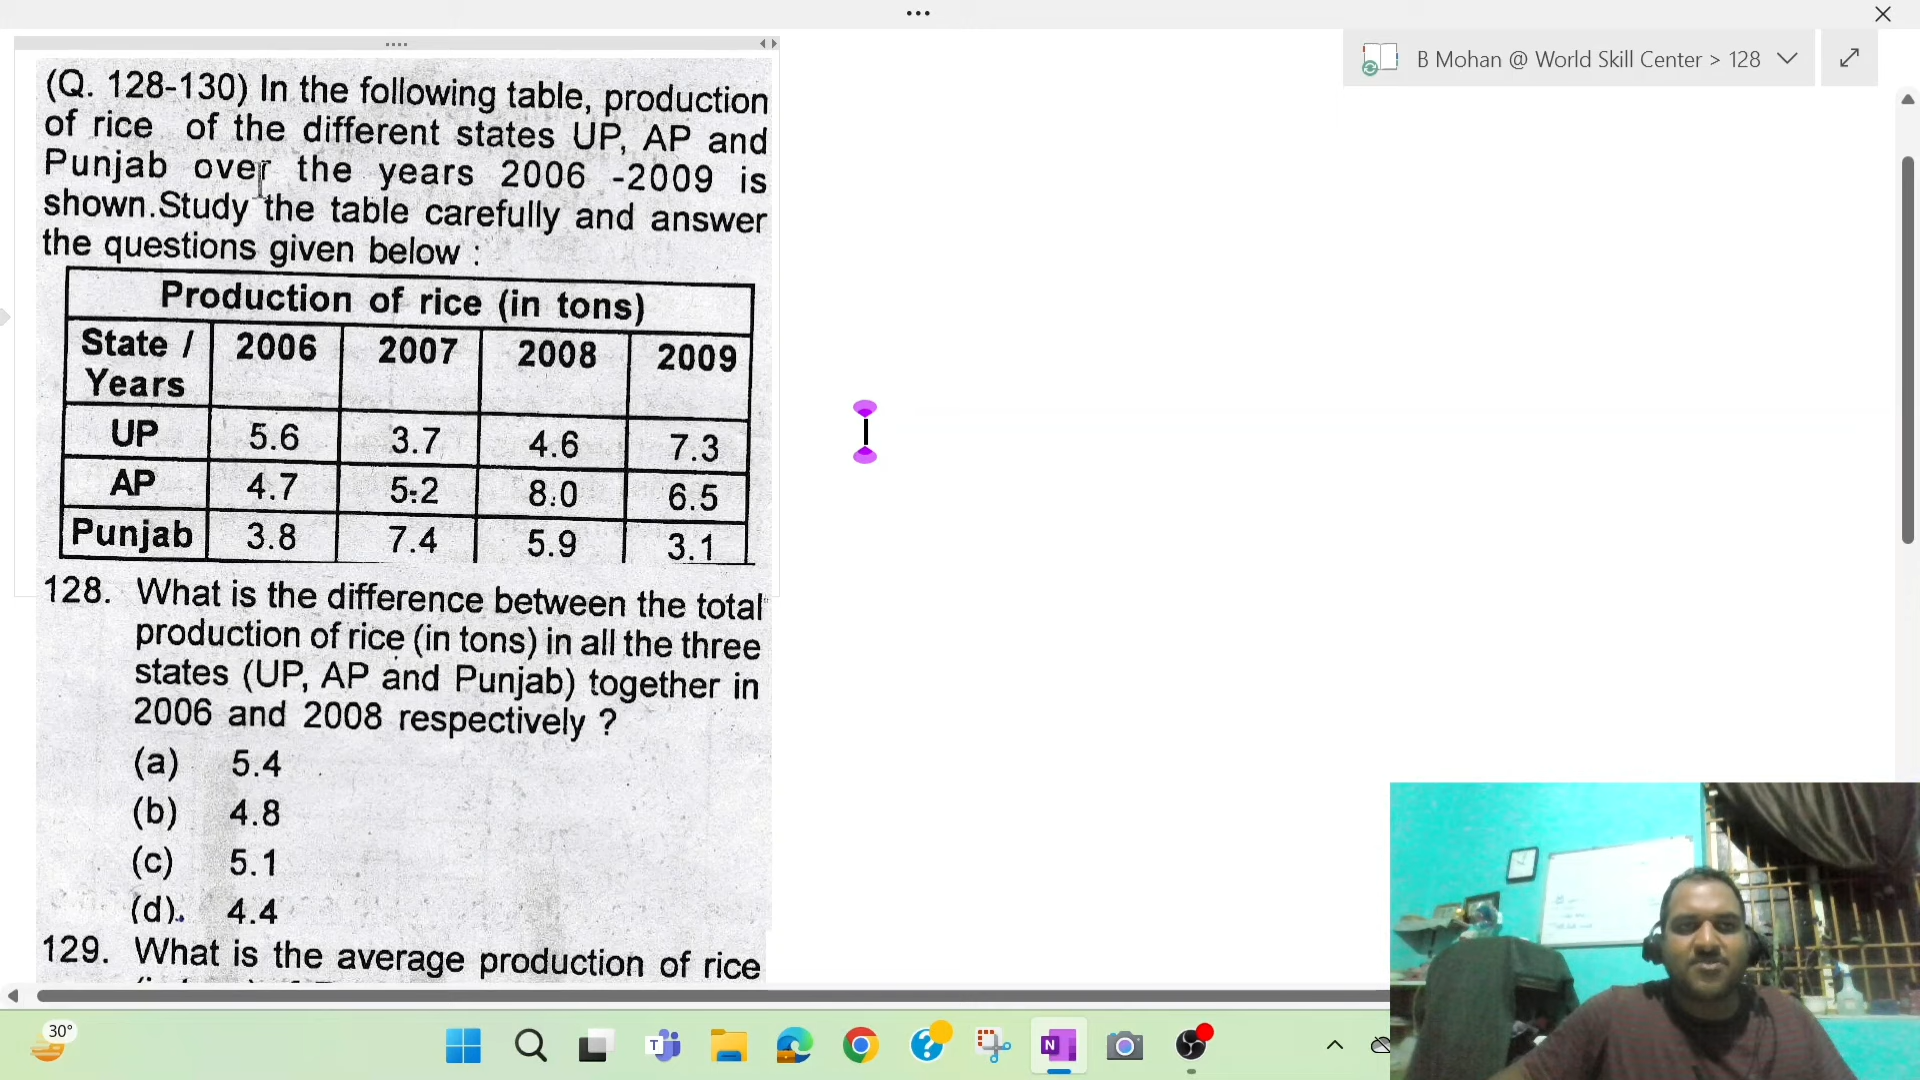 B Mohan @ World Skill Center > 128
(Q. 128-130) In the following table, production
of rice of the different states UP, AP and
Punjab over the years 2006 -2009 is
shown.Study the table carefully and answer
the questions given below :
Production of rice (in tons)
State / Years 2006 2007 2008 2009
UP 5.6 3.7 4.6 7.3
AP 4.7 5.2 8.0 6.5
Punjab 3.8 7.4 5.9 3.1
128. What is the difference between the total
production of rice (in tons) in all the three
states (UP, AP and Punjab) together in
2006 and 2008 respectively ?
(a) 5.4
(b) 4.8
(c) 5.1
(d). 4.4
129. What is the average production of rice
30°